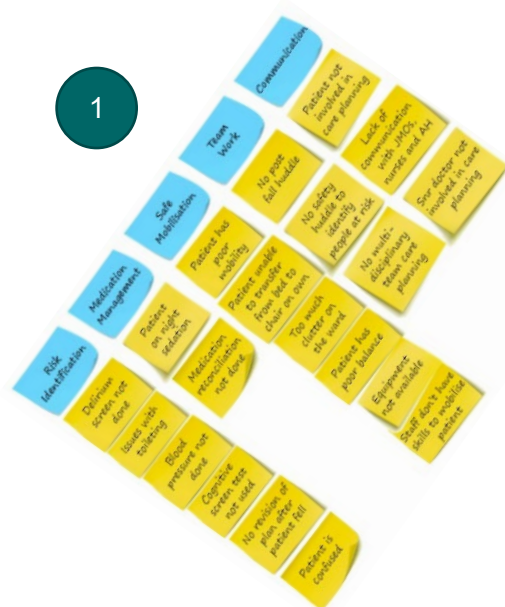 1
Communication
Patient not
involved in
care planning
Lack of
communication
with JMOs,
nurses and AH
Snr doctor not
involved in care
planning
Team
Work
No post
fall huddle
No safety
huddle to
identify
people at risk
No multi-
disciplinary
team care
planning
Safe
Mobilisation
Patient has
poor
mobility
Patient unable
to transfer
from bed to
chair on own
Too much
clutter on
the ward
Patient has
poor balance
Equipment
not available
Staff don't have
skills to mobilise
patient
Medication
Management
Patient
on night
sedation
Medication
reconciliation
not done
Risk
Identification
Delirium
screen not
done
Issues with
toileting
Blood
pressure not
done
Cognitive
screen test
not used
No revision of
plan after
patient fell
Patient is
confused